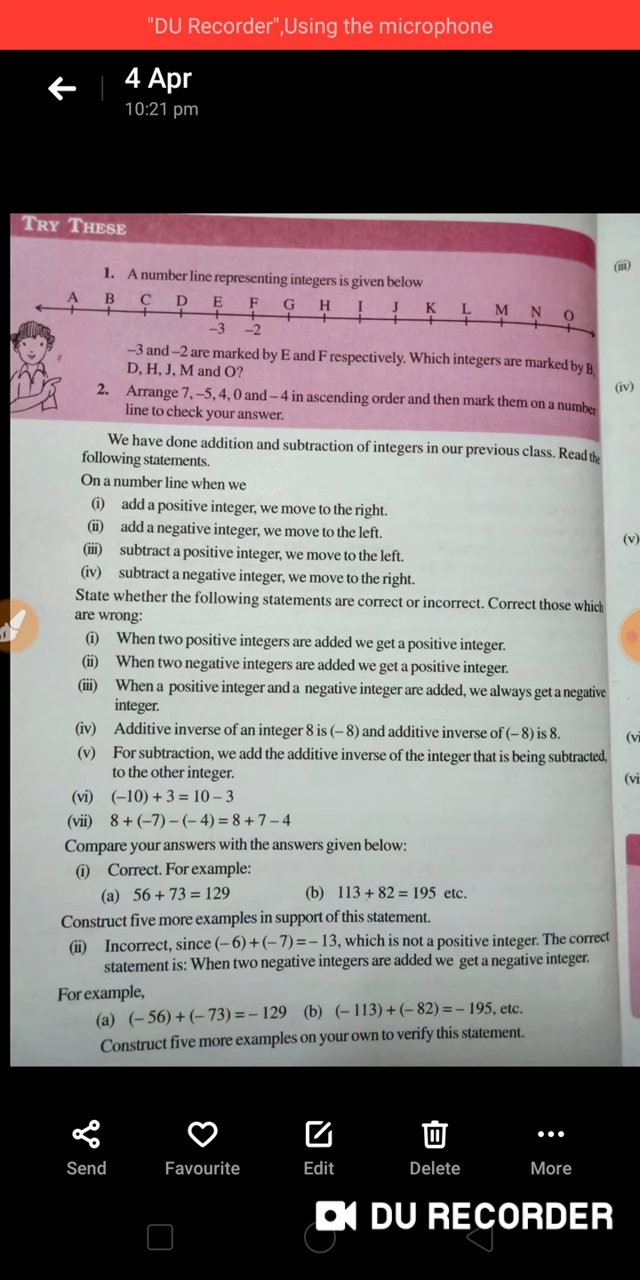 "DU Recorder",Using the microphone
4 Apr
10:21 pm
TRY THESE
1. A number line representing integers is given below
A B C D E F G H I J K L M N O
–3 –2
–3 and –2 are marked by E and F respectively. Which integers are marked by B,
D, H, J, M and O?
2. Arrange 7, –5, 4, 0 and – 4 in ascending order and then mark them on a number
line to check your answer.
We have done addition and subtraction of integers in our previous class. Read the
following statements.
On a number line when we
(i) add a positive integer, we move to the right.
(ii) add a negative integer, we move to the left.
(iii) subtract a positive integer, we move to the left.
(iv) subtract a negative integer, we move to the right.
State whether the following statements are correct or incorrect. Correct those which
are wrong:
(i) When two positive integers are added we get a positive integer.
(ii) When two negative integers are added we get a positive integer.
(iii) When a positive integer and a negative integer are added, we always get a negative
integer.
(iv) Additive inverse of an integer 8 is (– 8) and additive inverse of (– 8) is 8.
(v) For subtraction, we add the additive inverse of the integer that is being subtracted,
to the other integer.
(vi) (–10) + 3 = 10 – 3
(vii) 8 + (–7) – (– 4) = 8 + 7 – 4
Compare your answers with the answers given below:
(i) Correct. For example:
(a) 56 + 73 = 129 (b) 113 + 82 = 195 etc.
Construct five more examples in support of this statement.
(ii) Incorrect, since (– 6) + (– 7) = – 13, which is not a positive integer. The correct
statement is: When two negative integers are added we get a negative integer.
For example,
(a) (– 56) + (– 73) = – 129 (b) (– 113) + (– 82) = – 195, etc.
Construct five more examples on your own to verify this statement.
(iii)
(iv)
(v)
Send Favourite Edit Delete More
DU RECORDER